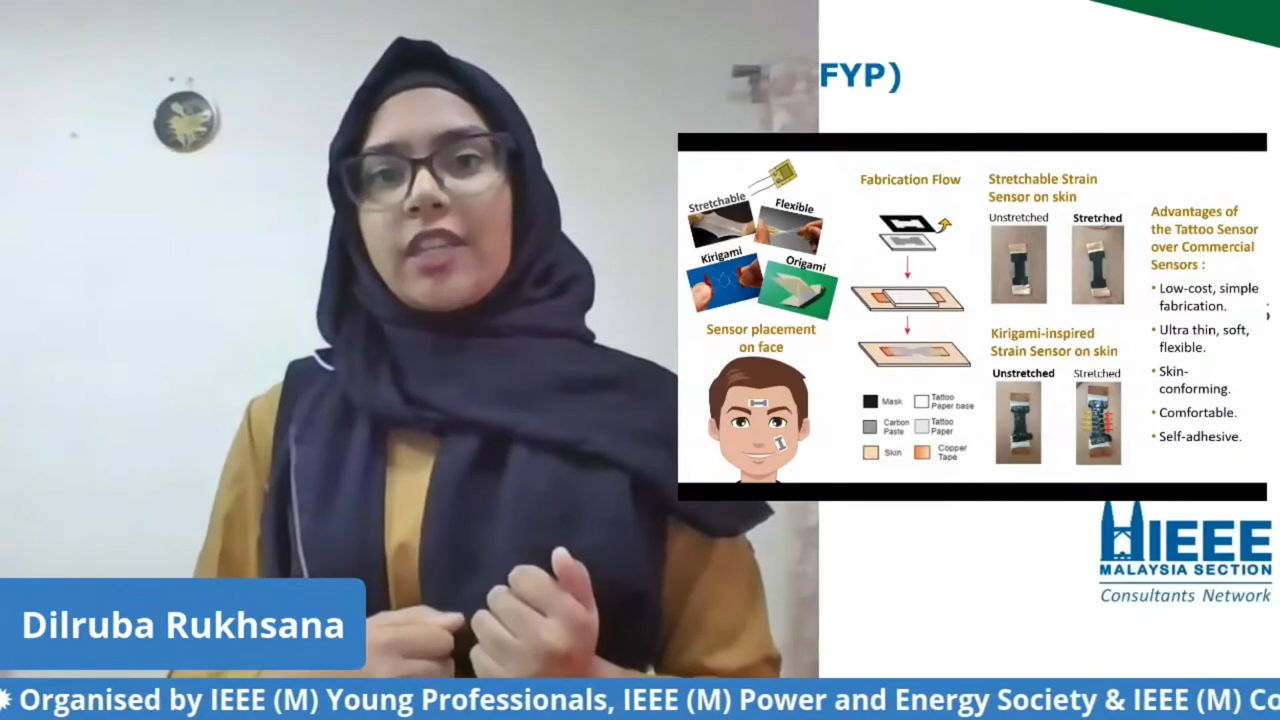 FYP)
Stretchable
Flexible
Kirigami
Origami
Sensor placement
on face
Fabrication Flow
Mask
Tattoo
Paper base
Carbon
Paste
Tattoo
Paper
Skin
Copper
Tape
Stretchable Strain
Sensor on skin
Unstretched
Stretched
Kirigami-inspired
Strain Sensor on skin
Unstretched
Stretched
Advantages of
the Tattoo Sensor
over Commercial
Sensors :
• Low-cost, simple
fabrication.
• Ultra thin, soft,
flexible.
• Skin-
conforming.
• Comfortable.
• Self-adhesive.
IEEE
MALAYSIA SECTION
Consultants Network
Dilruba Rukhsana
Organised by IEEE (M) Young Professionals, IEEE (M) Power and Energy Society & IEEE (M) Co